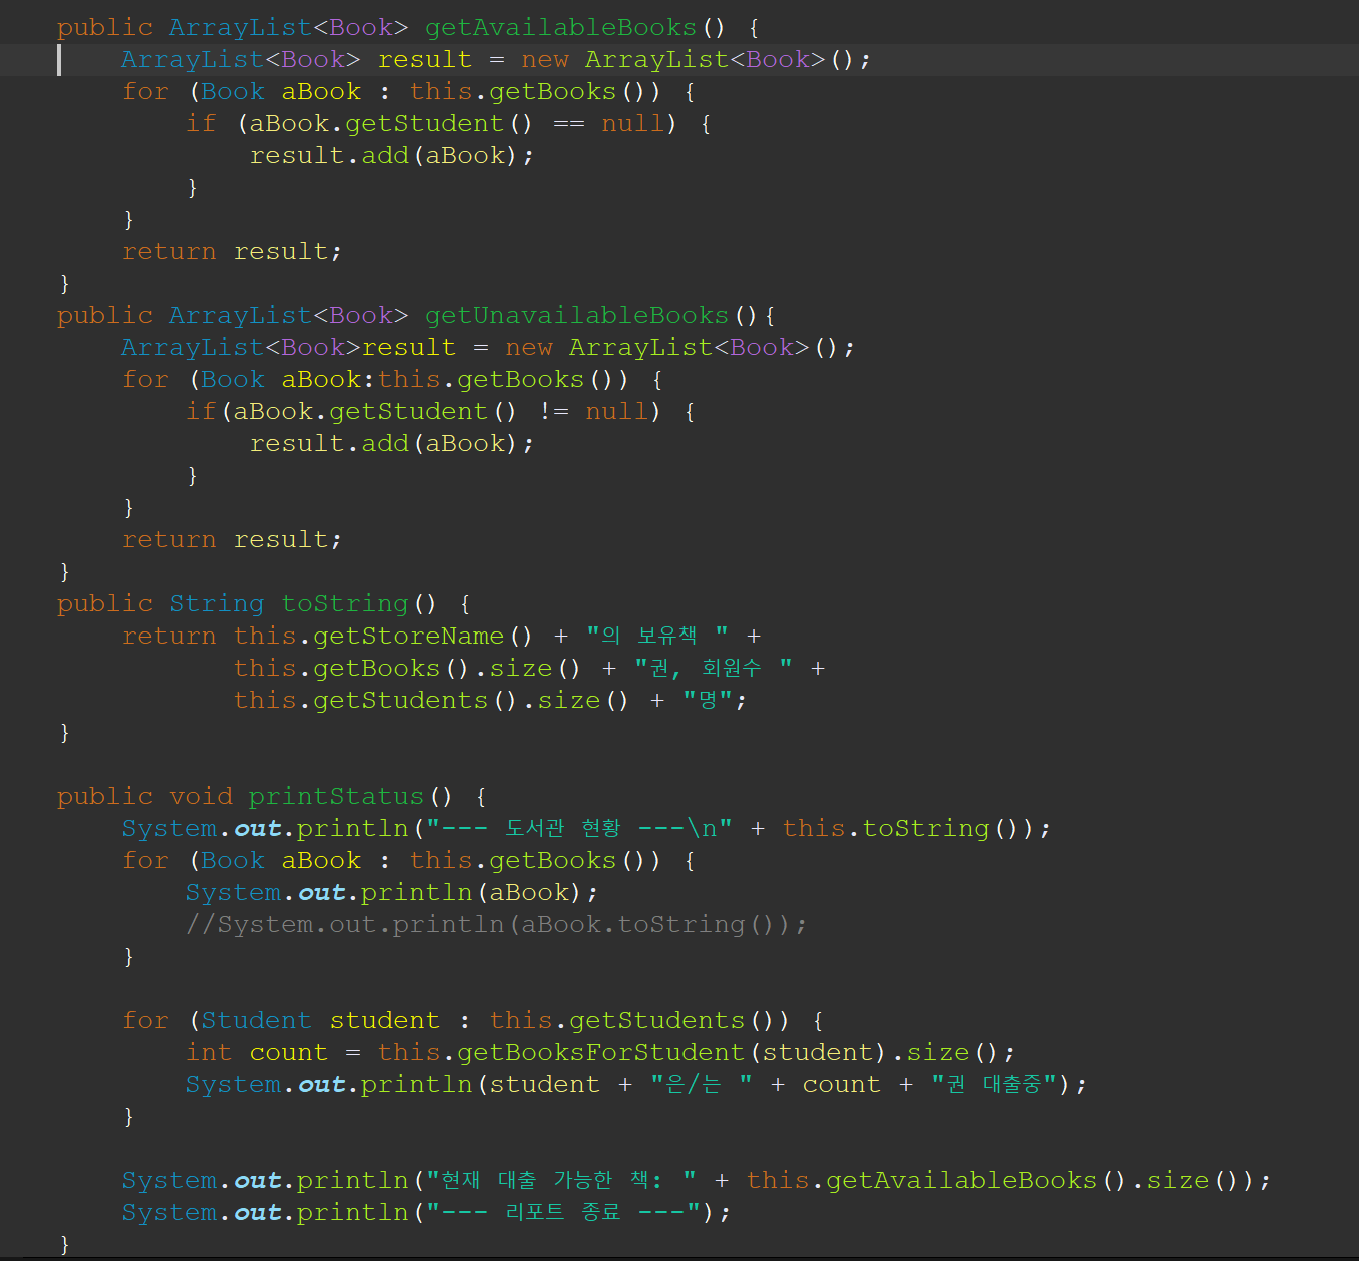 public ArrayList<Book> getAvailableBooks() {
ArrayList<Book> result = new ArrayList<Book>();
for (Book aBook : this.getBooks()) {
if (aBook.getStudent() == null) {
result.add(aBook);
}
}
return result;
}
public ArrayList<Book> getUnavailableBooks(){
ArrayList<Book>result = new ArrayList<Book>();
for (Book aBook:this.getBooks()) {
if(aBook.getStudent() != null) {
result.add(aBook);
}
}
return result;
}
public String toString() {
return this.getStoreName() + "의 보유책 " +
this.getBooks().size() + "권, 회원수 " +
this.getStudents().size() + "명";
}
public void printStatus() {
System.out.println("--- 도서관 현황 ---\n" + this.toString());
for (Book aBook : this.getBooks()) {
System.out.println(aBook);
//System.out.println(aBook.toString());
}
for (Student student : this.getStudents()) {
int count = this.getBooksForStudent(student).size();
System.out.println(student + "은/는 " + count + "권 대출중");
}
System.out.println("현재 대출 가능한 책: " + this.getAvailableBooks().size());
System.out.println("--- 리포트 종료 ---");
}